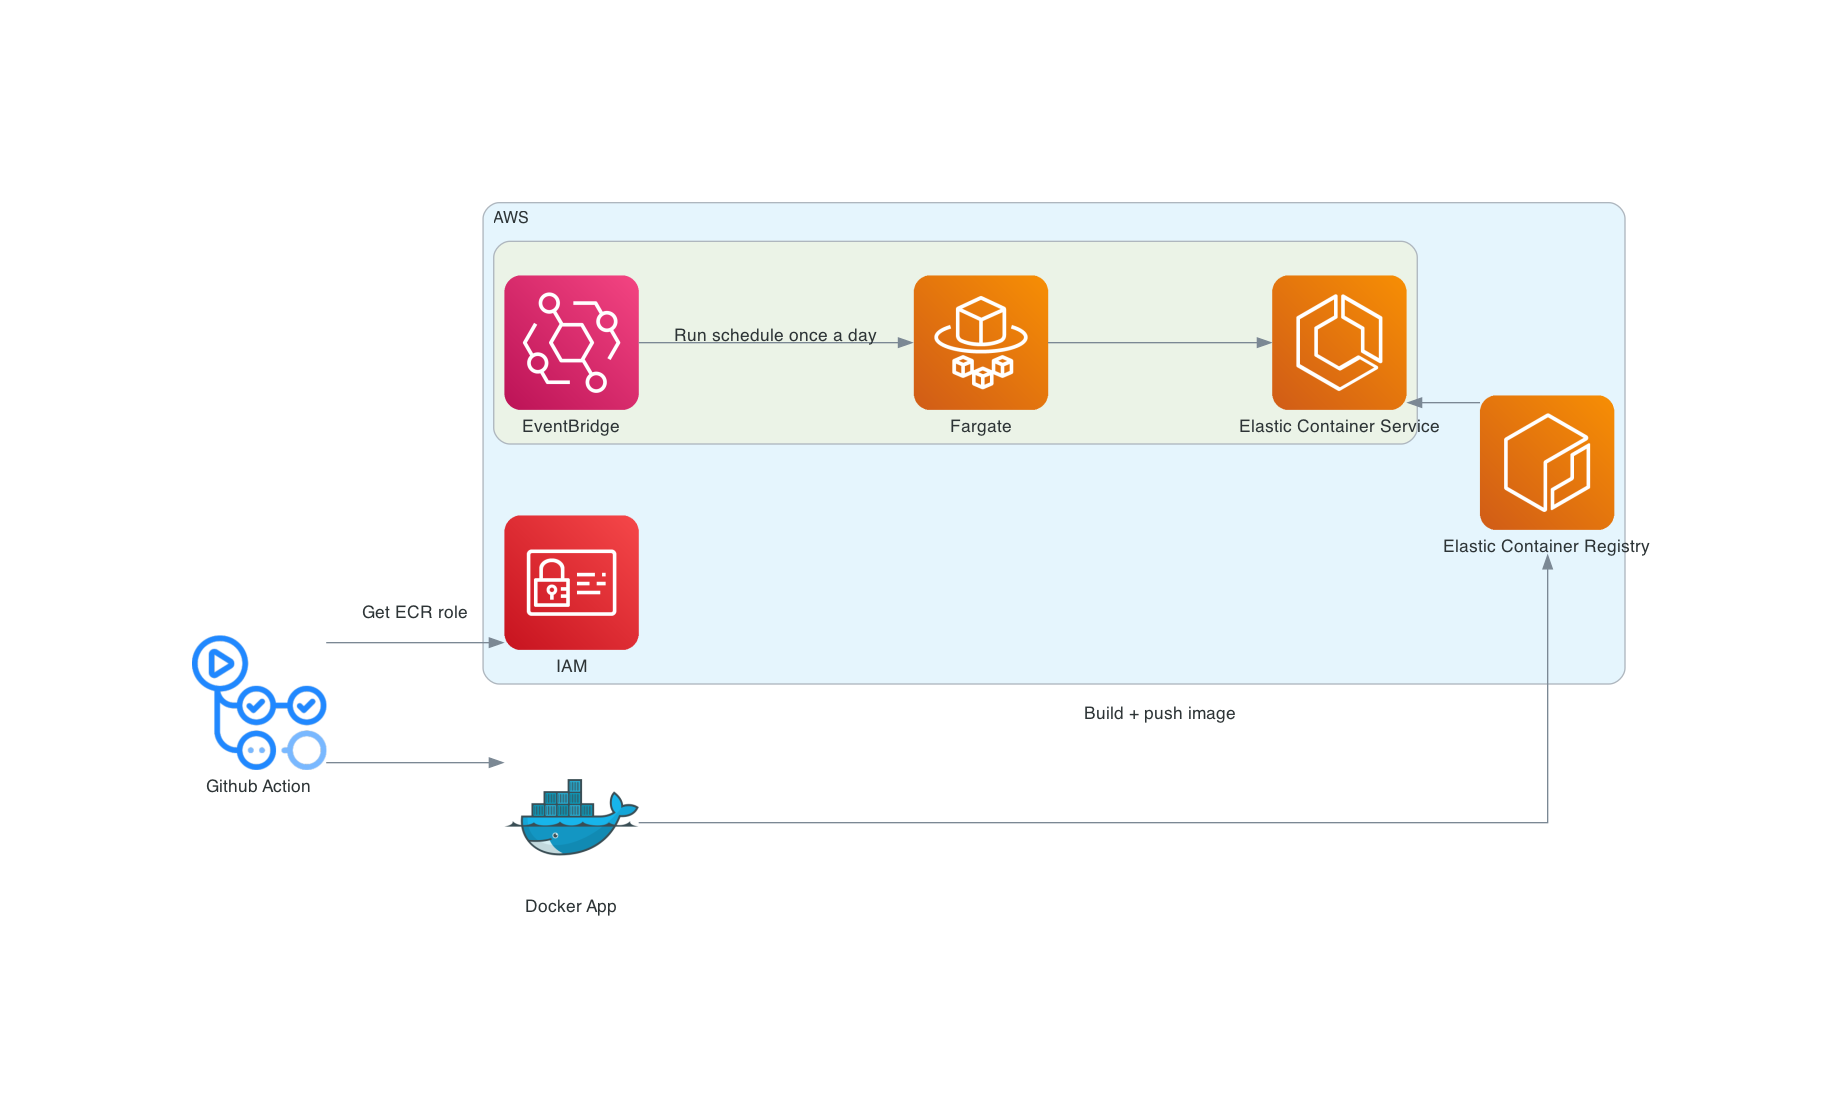 AWS
Run schedule once a day
EventBridge
Fargate
Elastic Container Service
Elastic Container Registry
Get ECR role
IAM
Build + push image
Github Action
Docker App